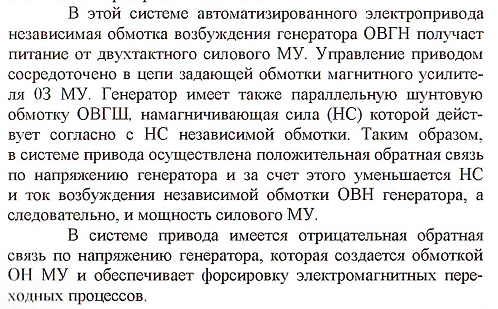 В этой системе автоматизированного электропривода
независимая обмотка возбуждения генератора ОВГН получает
питание от двухтактного силового МУ. Управление приводом
сосредоточено в цепи задающей обмотки магнитного усилите-
ля ОЗ МУ. Генератор имеет также параллельную шунтовую
обмотку ОВГШ, намагничивающая сила (НС) которой дейст-
вует согласно с НС независимой обмотки. Таким образом,
в системе привода осуществлена положительная обратная связь
по напряжению генератора и за счет этого уменьшается НС
и ток возбуждения независимой обмотки ОВН генератора, а
следовательно, и мощность силового МУ.
В системе привода имеется отрицательная обратная
связь по напряжению генератора, которая создается обмоткой
ОН МУ и обеспечивает форсировку электромагнитных пере-
ходных процессов.